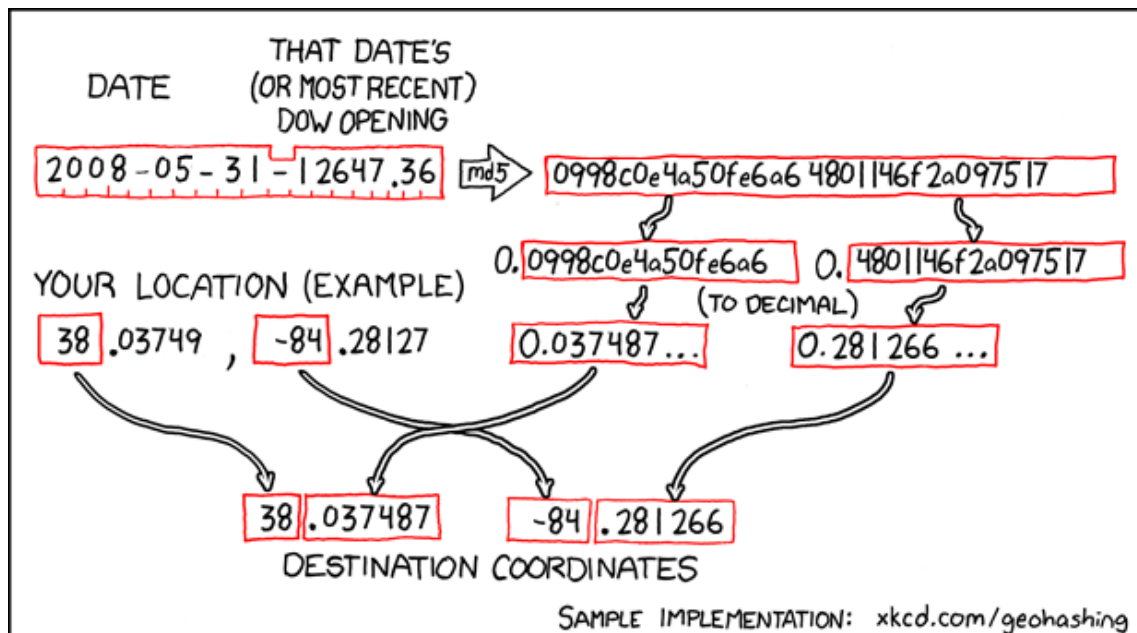 DATE
THAT DATE'S
(OR MOST RECENT)
DOW OPENING
2008-05-31-12647.36
md5
0998c0e4a50fe6a6 4801146f2a097517
0.0998c0e4a50fe6a6
0.4801146f2a097517
(TO DECIMAL)
YOUR LOCATION (EXAMPLE)
38.03749, -84.28127
0.037487...
0.281266...
38.037487
-84.281266
DESTINATION COORDINATES
SAMPLE IMPLEMENTATION: xkcd.com/geohashing